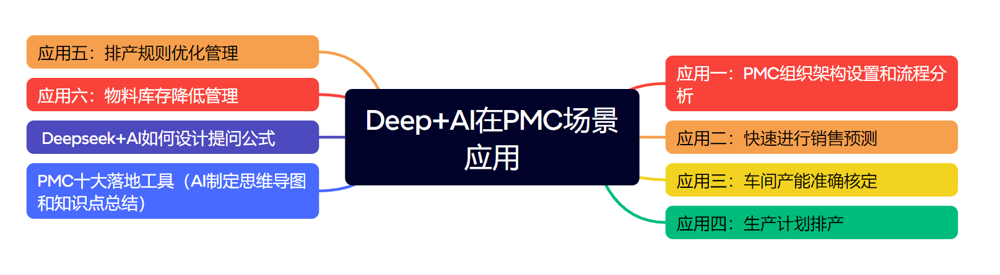 Deep+AI在PMC场景
应用
应用一：PMC组织架构设置和流程分
析
应用二：快速进行销售预测
应用三：车间产能准确核定
应用四：生产计划排产
应用五：排产规则优化管理
应用六：物料库存降低管理
Deepseek+AI如何设计提问公式
PMC十大落地工具（AI制定思维导图
和知识点总结）